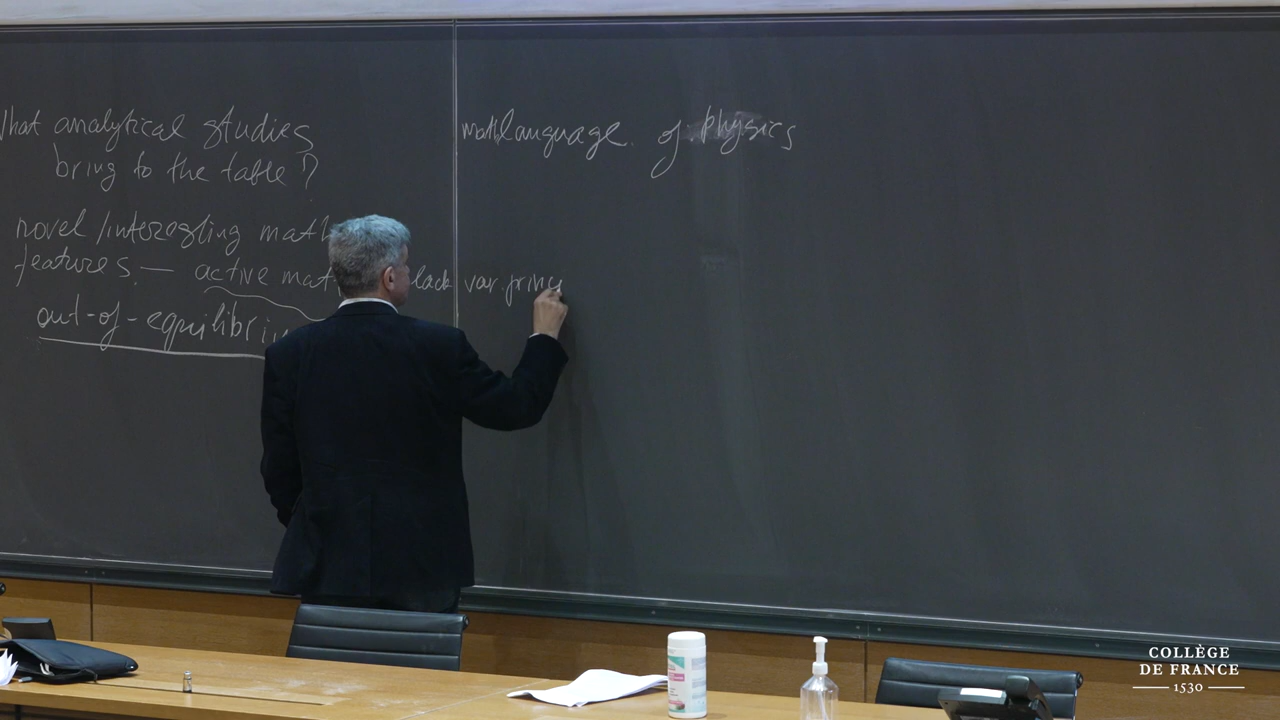 What analytical studies
bring to the table?
novel/interesting math
features — active mat lack var. princ
out-of-equilibri
math language of physics
COLLÈGE
DE FRANCE
1530